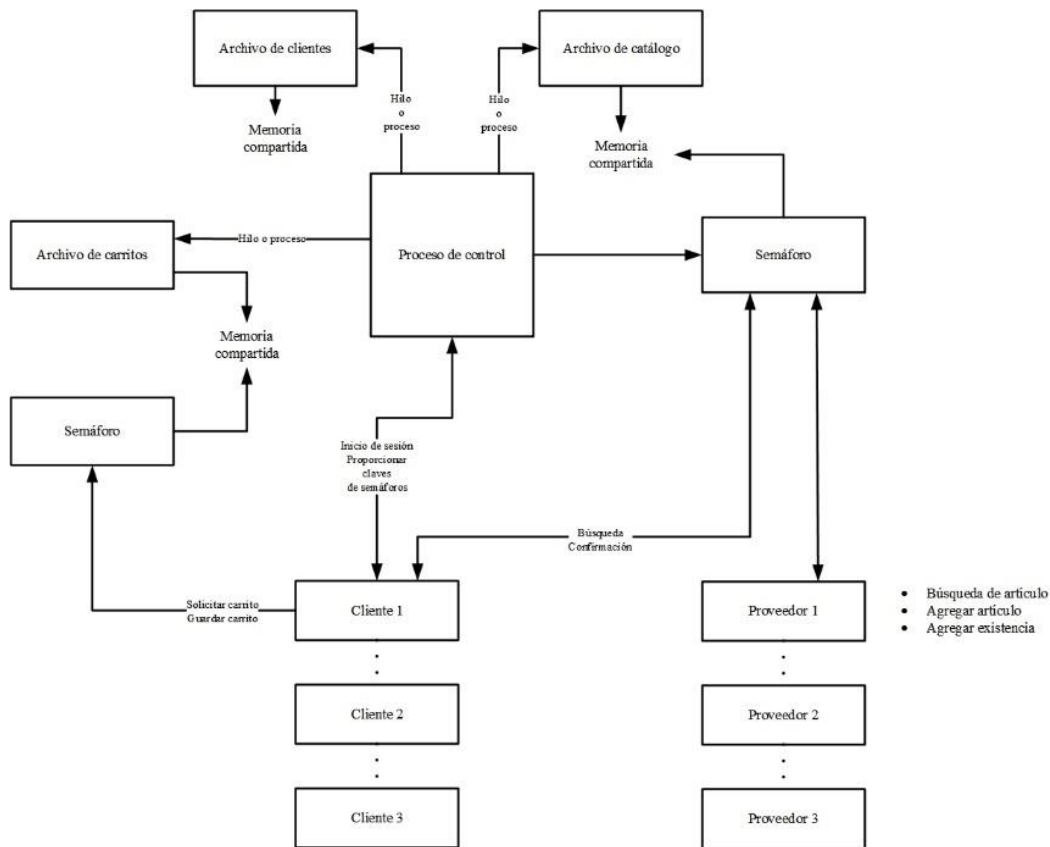 Archivo de clientes
Archivo de catálogo
Hilo
o
proceso
Hilo
o
proceso
Memoria
compartida
Memoria
compartida
Archivo de carritos
Hilo o proceso
Proceso de control
Semáforo
Memoria
compartida
Semáforo
Inicio de sesión
Proporcionar
claves
de semáforos
Búsqueda
Confirmación
Solicitar carrito
Guardar carrito
Cliente 1
Proveedor 1
• Búsqueda de artículo
• Agregar artículo
• Agregar existencia
Cliente 2
Proveedor 2
Cliente 3
Proveedor 3